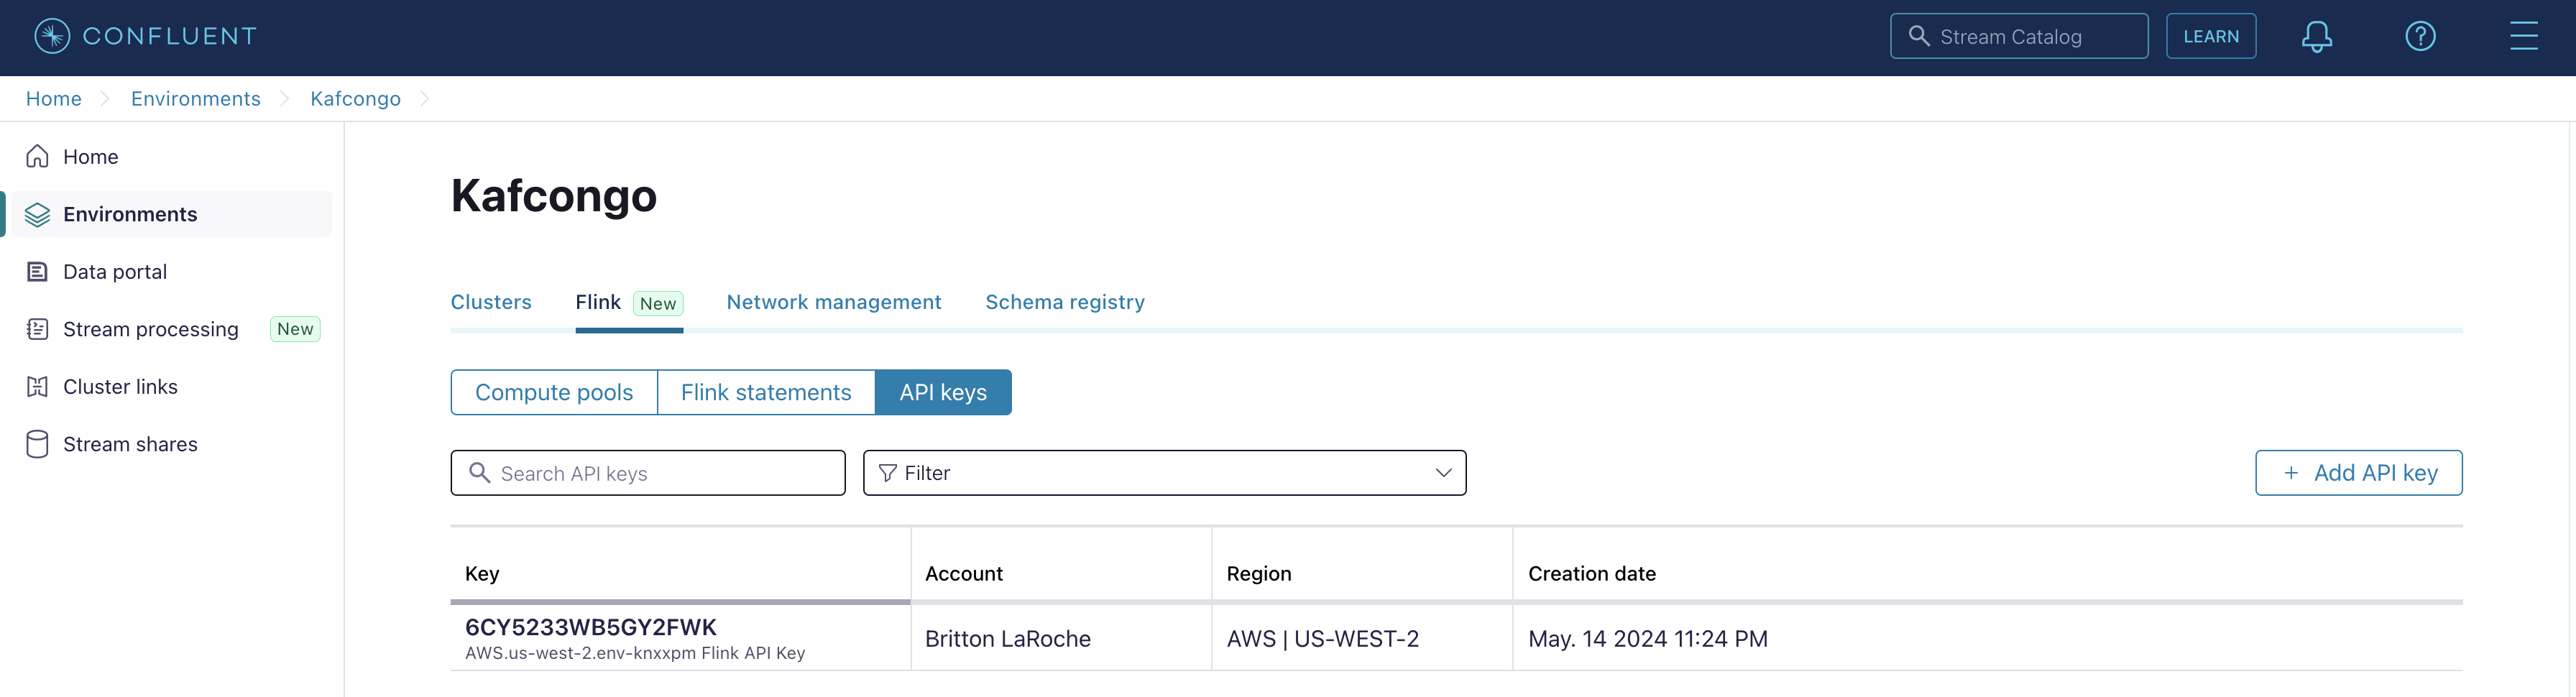 CONFLUENT
Stream Catalog
LEARN
Home
Environments
Kafcongo
Home
Environments
Data portal
Stream processing New
Cluster links
Stream shares
Kafcongo
Clusters
Flink New
Network management
Schema registry
Compute pools
Flink statements
API keys
Search API keys
Filter
+ Add API key
Key
Account
Region
Creation date
6CY5233WB5GY2FWK
AWS.us-west-2.env-knxxpm Flink API Key
Britton LaRoche
AWS | US-WEST-2
May. 14 2024 11:24 PM